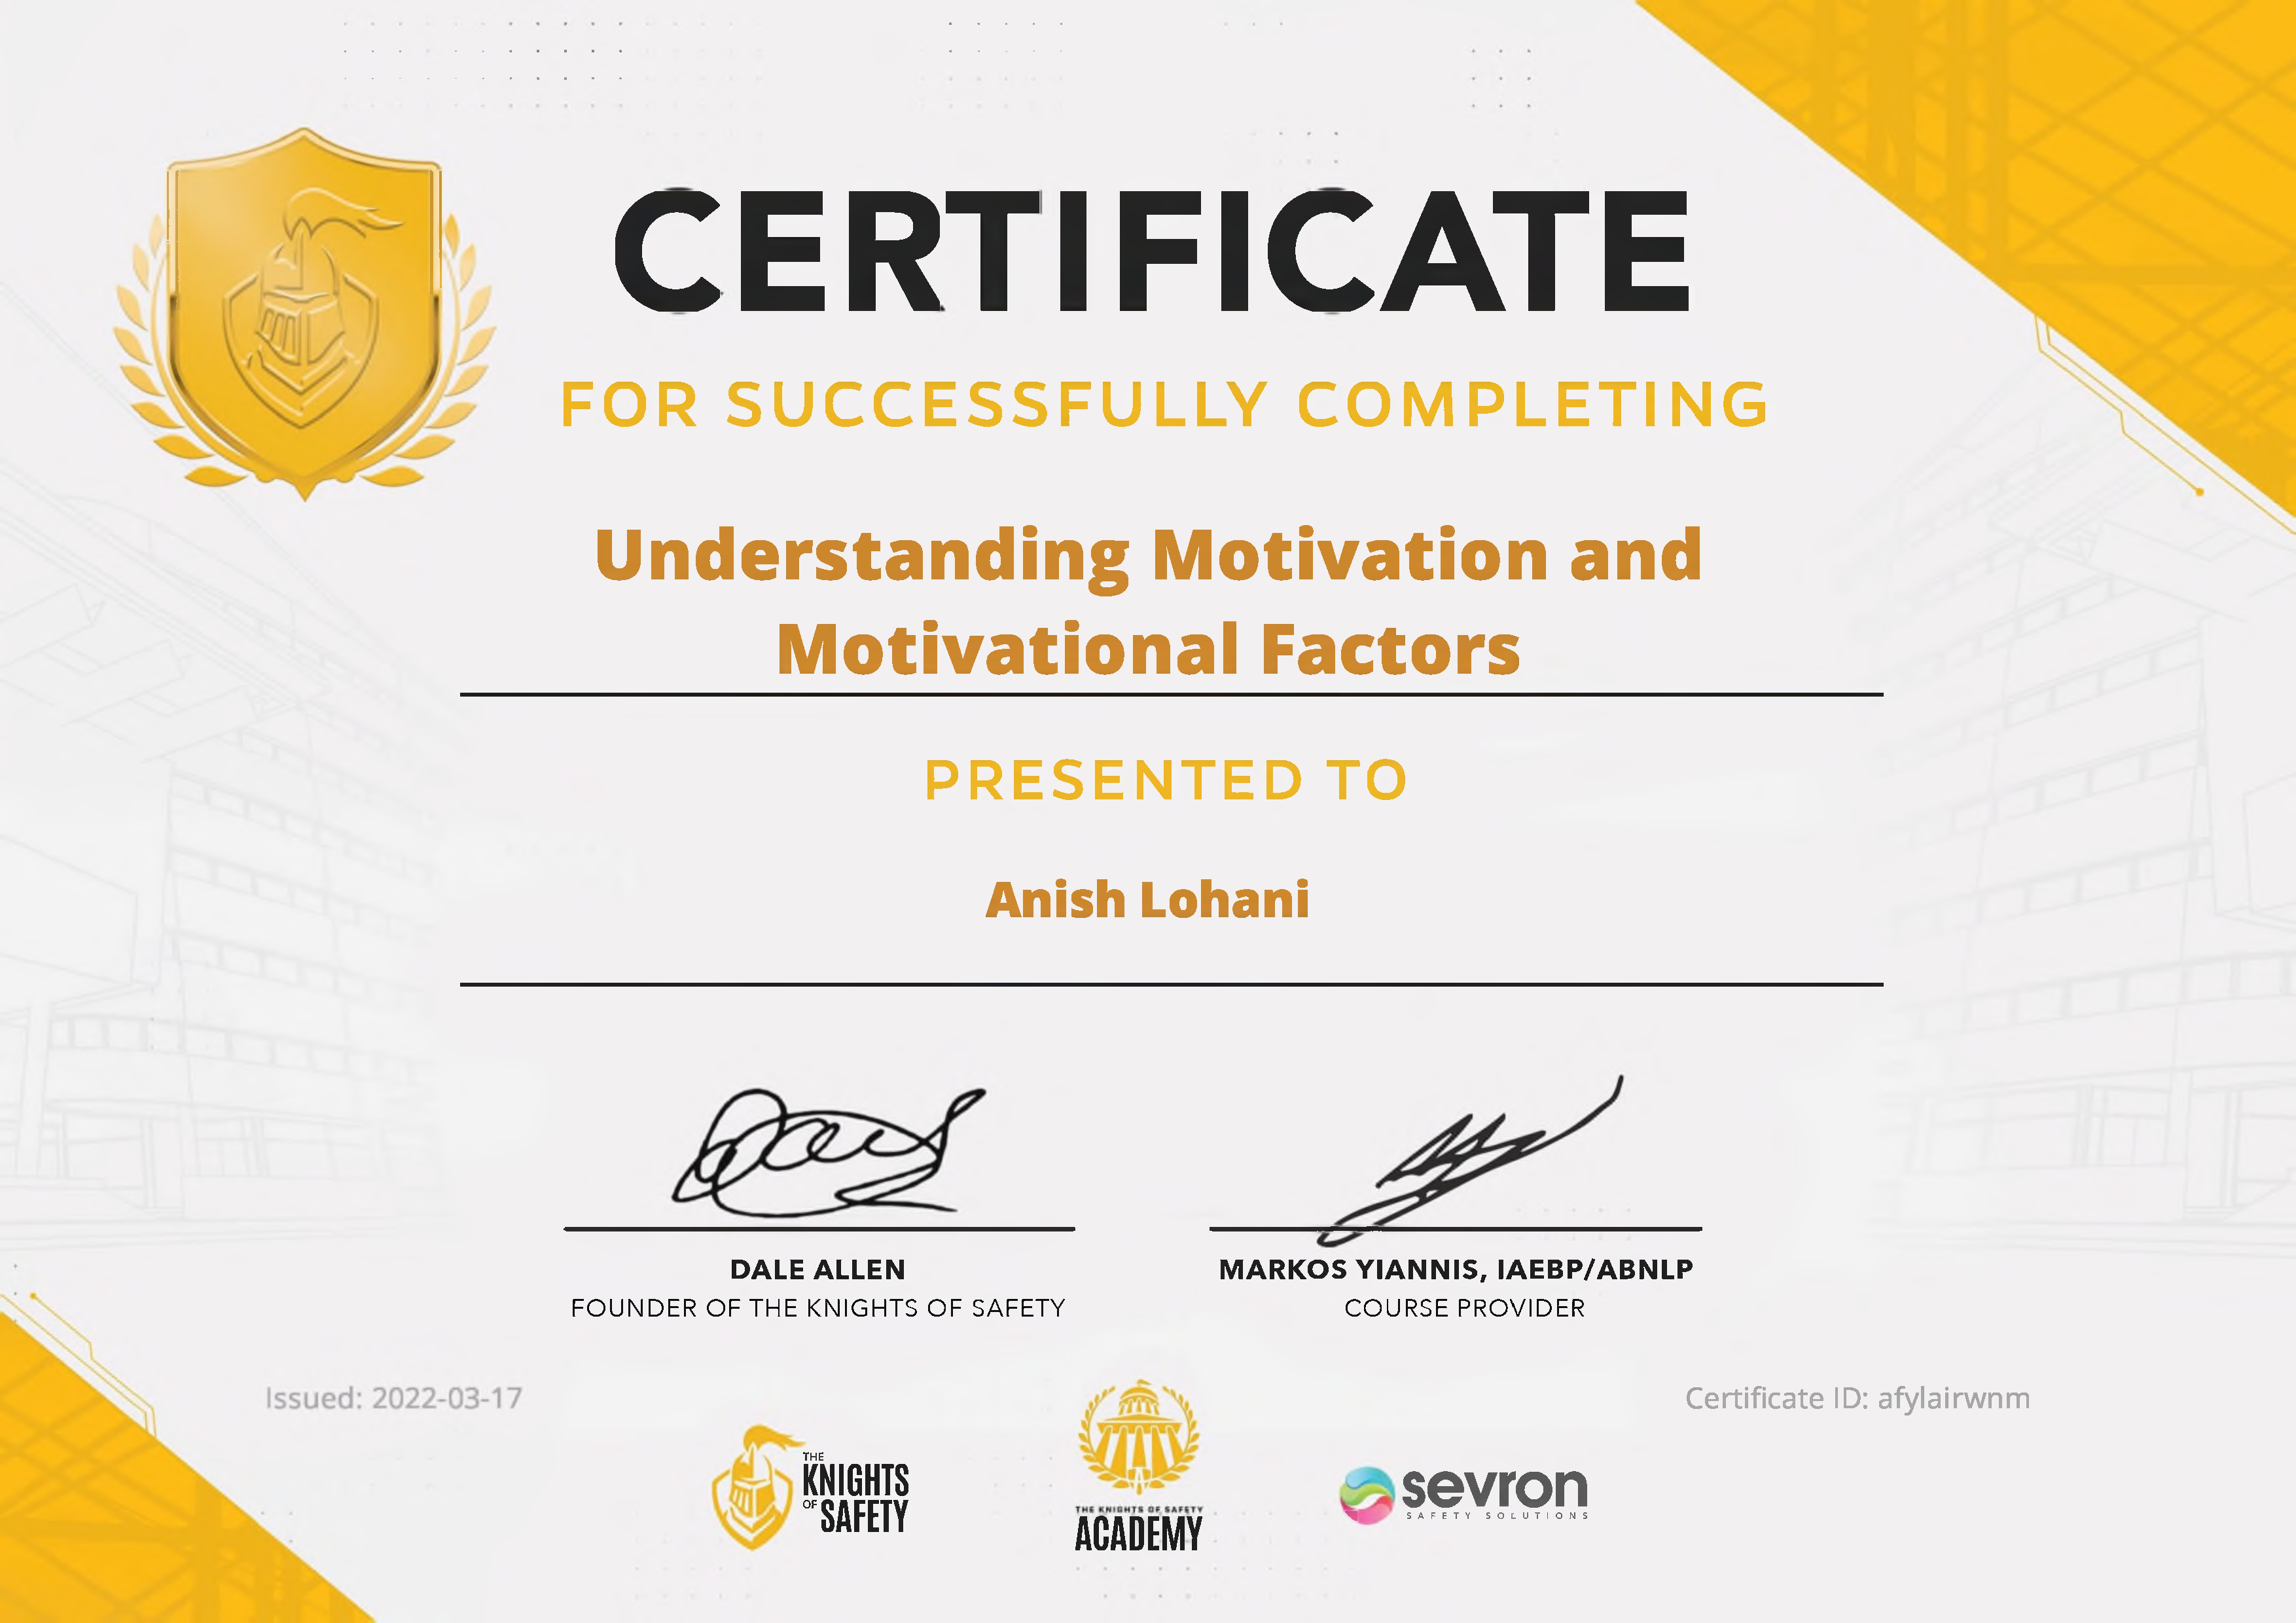 CERTIFICATE
FOR SUCCESSFULLY COMPLETING
Understanding Motivation and
Motivational Factors
PRESENTED TO
Anish Lohani
DALE ALLEN
FOUNDER OF THE KNIGHTS OF SAFETY
MARKOS YIANNIS, IAEBP/ABNLP
COURSE PROVIDER
Issued: 2022-03-17
Certificate ID: afylairwnm
THE
KNIGHTS
OF SAFETY
THE KNIGHTS OF SAFETY
ACADEMY
sevron
SAFETY SOLUTIONS